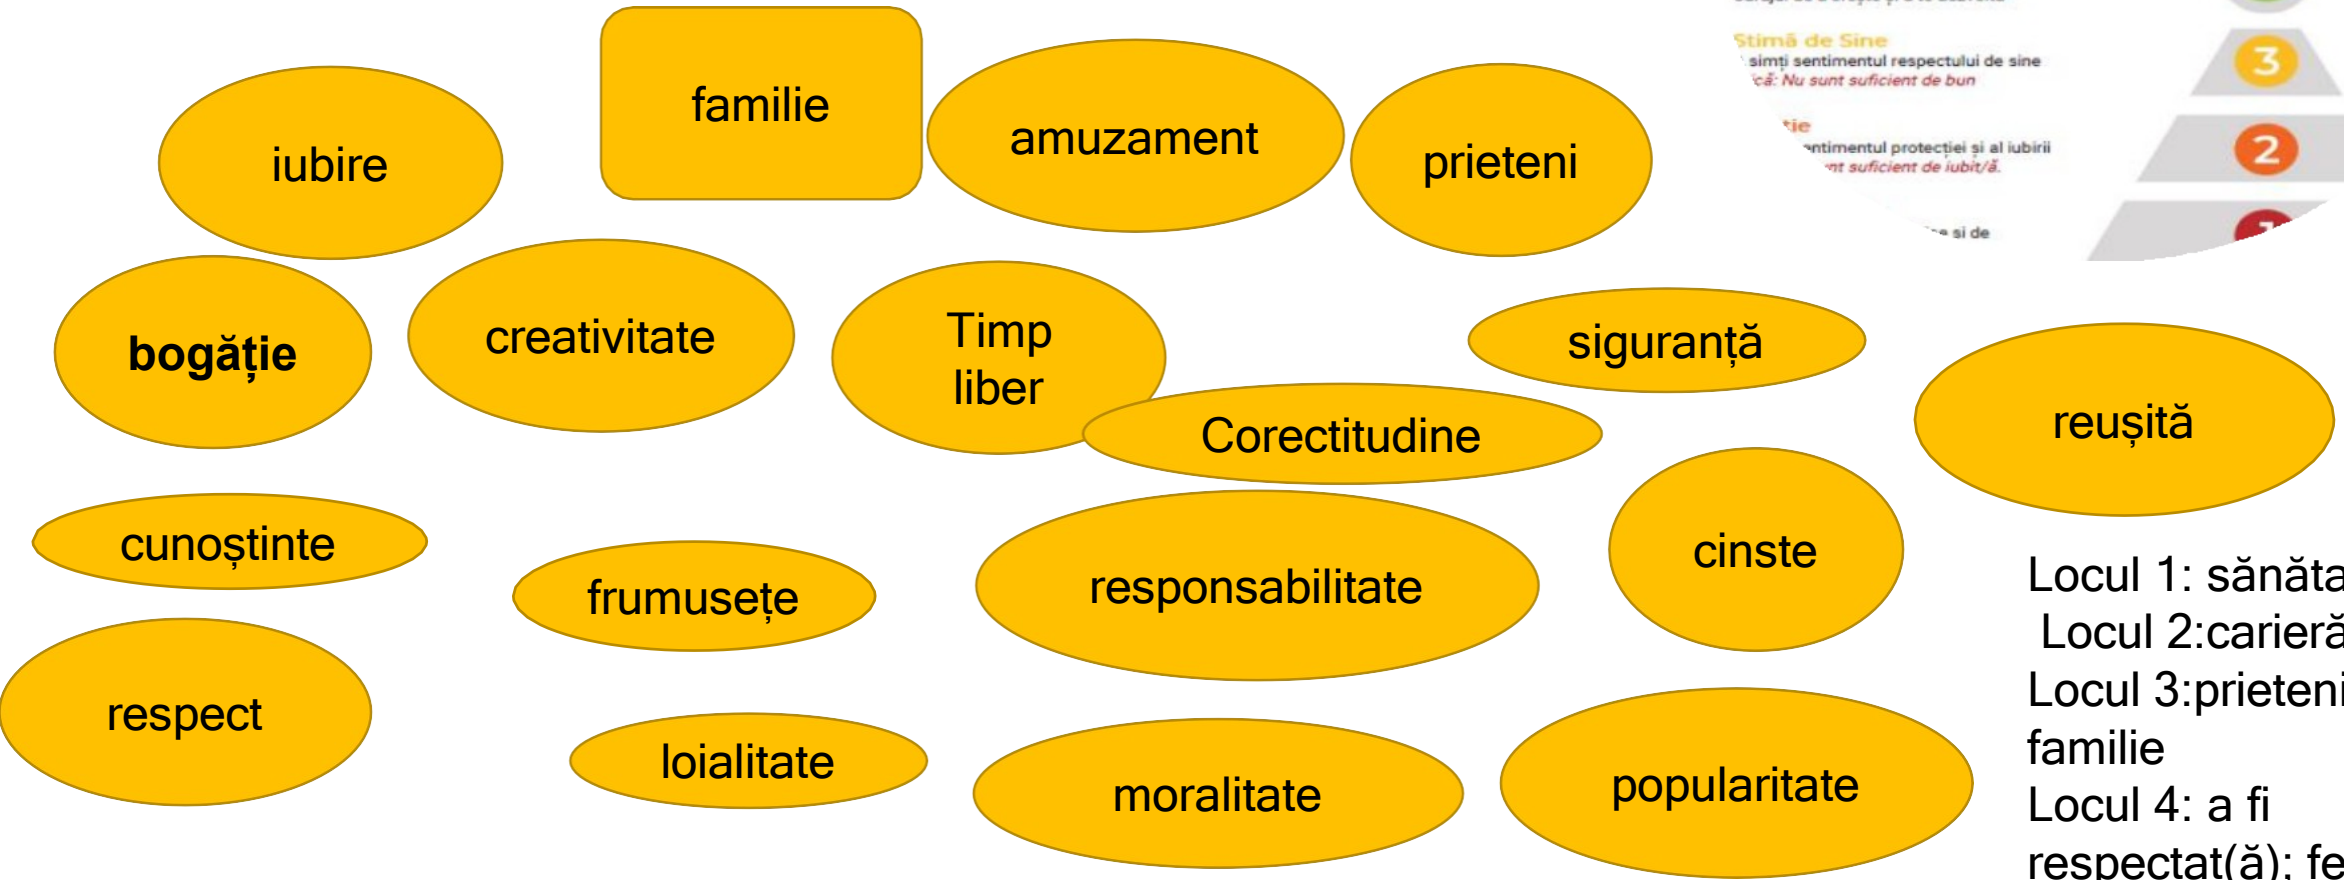 familie
amuzament
prieteni
iubire
Stimă de Sine
simți sentimentul respectului de sine
Nu sunt suficient de bun
3
sentimentul protecției și al iubirii
suficient de iubit/ă.
2
și de
bogăție
creativitate
Timp
liber
siguranță
Corectitudine
reușită
cunoștinte
frumusețe
responsabilitate
cinste
respect
loialitate
moralitate
popularitate
Locul 1: sănăta
Locul 2:carieră
Locul 3:prieteni
familie
Locul 4: a fi
respectat(ă); fe